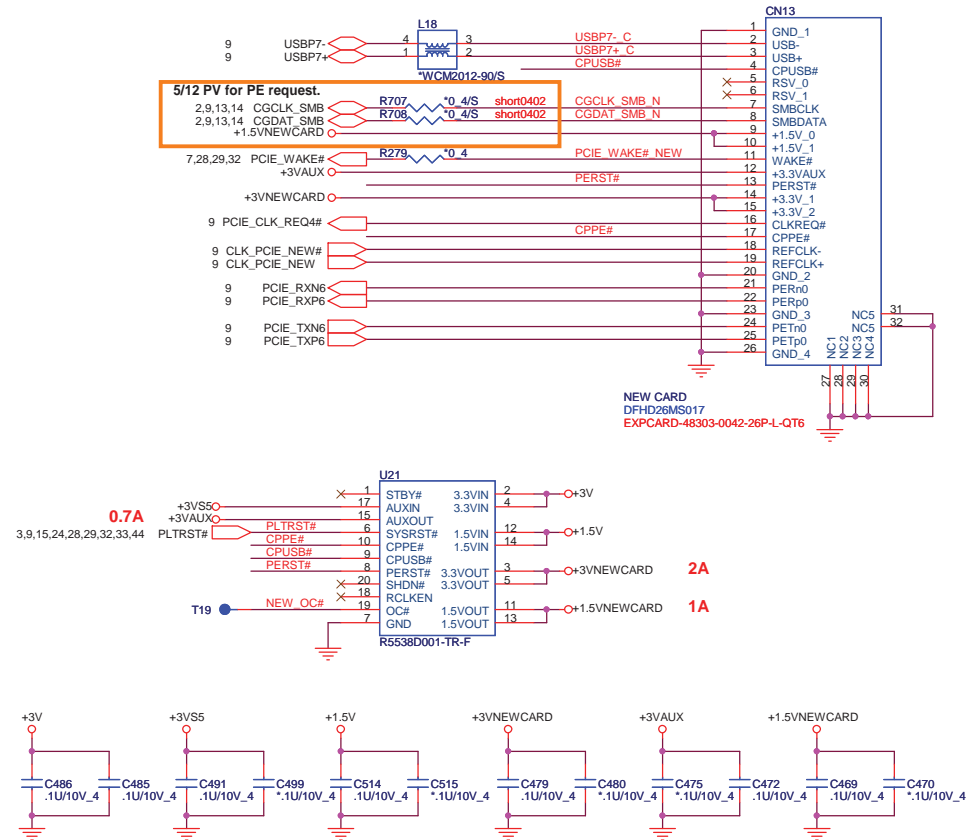 CN13
L18
9 USBP7- 4 3 USBP7-_C
9 USBP7+ 1 2 USBP7+_C
*WCM2012-90/S
CPUSB#
5/12 PV for PE request.
2,9,13,14 CGCLK_SMB R707 *0_4/S short0402 CGCLK_SMB_N
2,9,13,14 CGDAT_SMB R708 *0_4/S short0402 CGDAT_SMB_N
+1.5VNEWCARD
7,28,29,32 PCIE_WAKE# R279 *0_4 PCIE_WAKE#_NEW
+3VAUX
PERST#
+3VNEWCARD
9 PCIE_CLK_REQ4#
CPPE#
9 CLK_PCIE_NEW#
9 CLK_PCIE_NEW
9 PCIE_RXN6
9 PCIE_RXP6
9 PCIE_TXN6
9 PCIE_TXP6
1 GND_1
2 USB-
3 USB+
4 CPUSB#
5 RSV_0
6 RSV_1
7 SMBCLK
8 SMBDATA
9 +1.5V_0
10 +1.5V_1
11 WAKE#
12 +3.3VAUX
13 PERST#
14 +3.3V_1
15 +3.3V_2
16 CLKREQ#
17 CPPE#
18 REFCLK-
19 REFCLK+
20 GND_2
21 PERn0
22 PERp0
23 GND_3
24 PETn0
25 PETp0
26 GND_4
NC5 31
NC5 32
NC1 27
NC2 28
NC3 29
NC4 30
NEW CARD
DFHD26MS017
EXPCARD-48303-0042-26P-L-QT6
U21
1 STBY#
+3VS5 17 AUXIN
0.7A
+3VAUX 15 AUXOUT
3,9,15,24,28,29,32,33,44 PLTRST# PLTRST# 6 SYSRST#
CPPE# 10 CPPE#
CPUSB# 9 CPUSB#
PERST# 8 PERST#
20 SHDN#
18 RCLKEN
T19 NEW_OC# 19 OC#
7 GND
3.3VIN 2 +3V
3.3VIN 4
1.5VIN 12 +1.5V
1.5VIN 14
3.3VOUT 3 +3VNEWCARD 2A
3.3VOUT 5
1.5VOUT 11 +1.5VNEWCARD 1A
1.5VOUT 13
R5538D001-TR-F
+3V +3VS5 +1.5V +3VNEWCARD +3VAUX +1.5VNEWCARD
C486 C485 C491 C499 C514 C515 C479 C480 C475 C472 C469 C470
.1U/10V_4 .1U/10V_4 .1U/10V_4 *.1U/10V_4 .1U/10V_4 *.1U/10V_4 .1U/10V_4 *.1U/10V_4 *.1U/10V_4 .1U/10V_4 .1U/10V_4 *.1U/10V_4